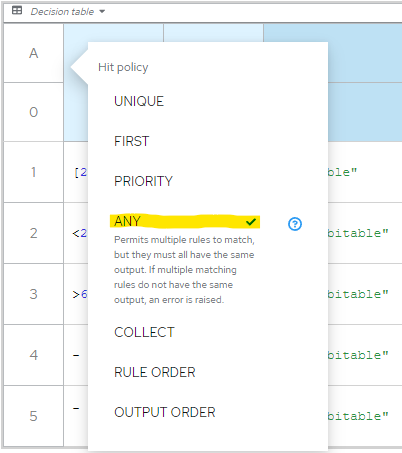 Decision table
A
Hit policy
UNIQUE
0
FIRST
1
[2
ble"
PRIORITY
ANY
2
<2
bitable"
Permits multiple rules to match,
but they must all have the same
output. If multiple matching
rules do not have the same
output, an error is raised.
3
>6
bitable"
COLLECT
4
-
bitable"
RULE ORDER
5
-
bitable"
OUTPUT ORDER